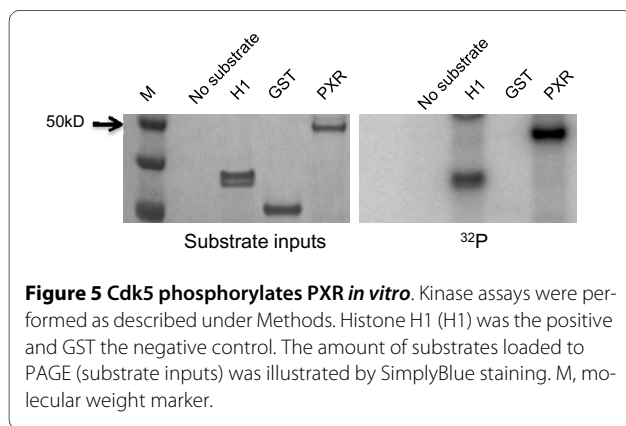 M No substrate H1 GST PXR No substrate H1 GST PXR
50kD
Substrate inputs ³²P
Figure 5 Cdk5 phosphorylates PXR in vitro. Kinase assays were per-
formed as described under Methods. Histone H1 (H1) was the positive
and GST the negative control. The amount of substrates loaded to
PAGE (substrate inputs) was illustrated by SimplyBlue staining. M, mo-
lecular weight marker.